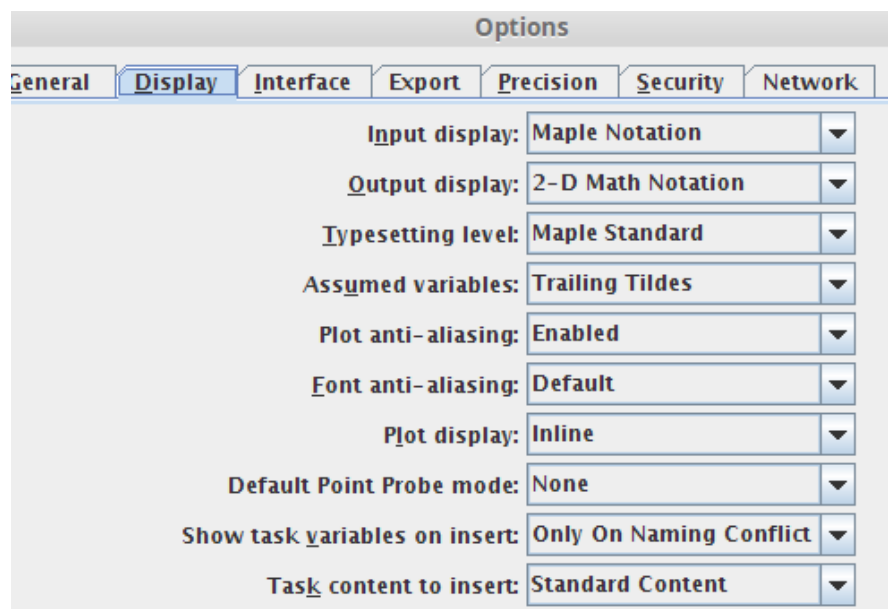 Options
General Display Interface Export Precision Security Network
Input display: Maple Notation
Output display: 2-D Math Notation
Typesetting level: Maple Standard
Assumed variables: Trailing Tildes
Plot anti-aliasing: Enabled
Font anti-aliasing: Default
Plot display: Inline
Default Point Probe mode: None
Show task variables on insert: Only On Naming Conflict
Task content to insert: Standard Content